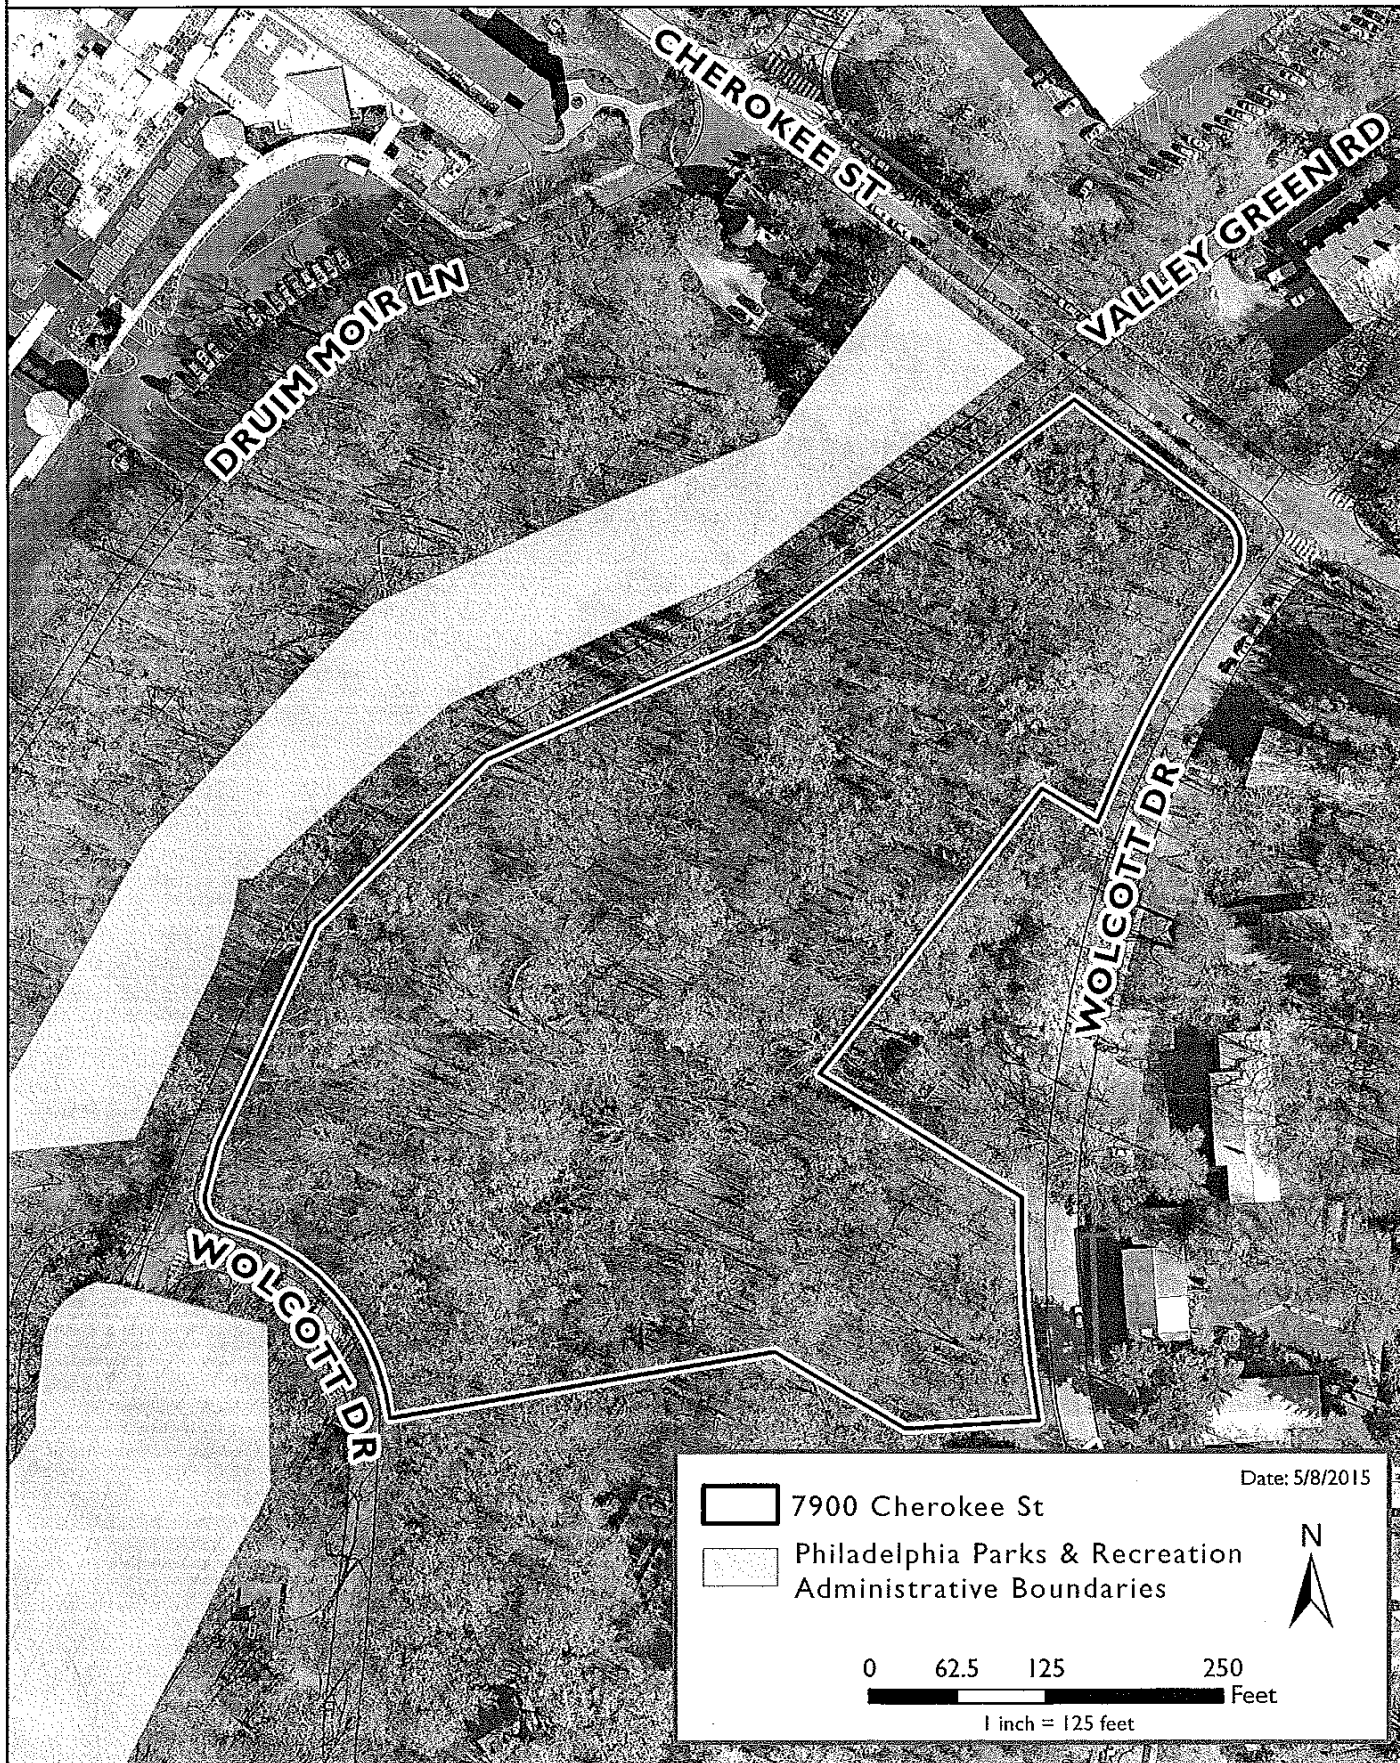 CHEROKEE ST
VALLEY GREEN RD
DRUIM MOIR LN
WOLCOTT DR
WOLCOTT DR
Date: 5/8/2015
7900 Cherokee St
Philadelphia Parks & Recreation
Administrative Boundaries
N
0 62.5 125 250
Feet
1 inch = 125 feet